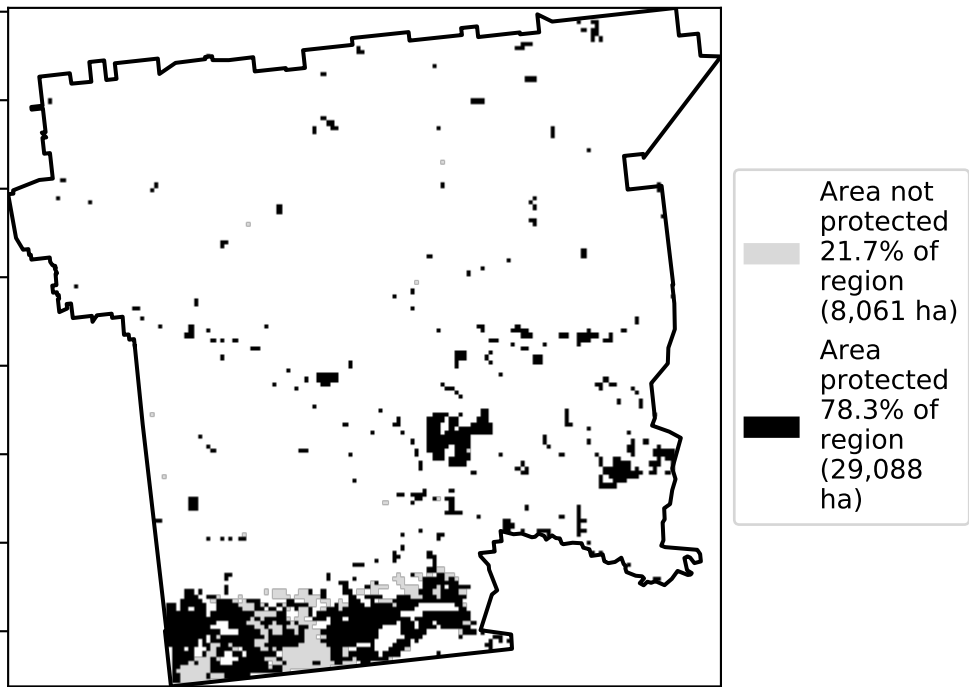 Area not
protected
21.7% of
region
(8,061 ha)
Area
protected
78.3% of
region
(29,088
ha)